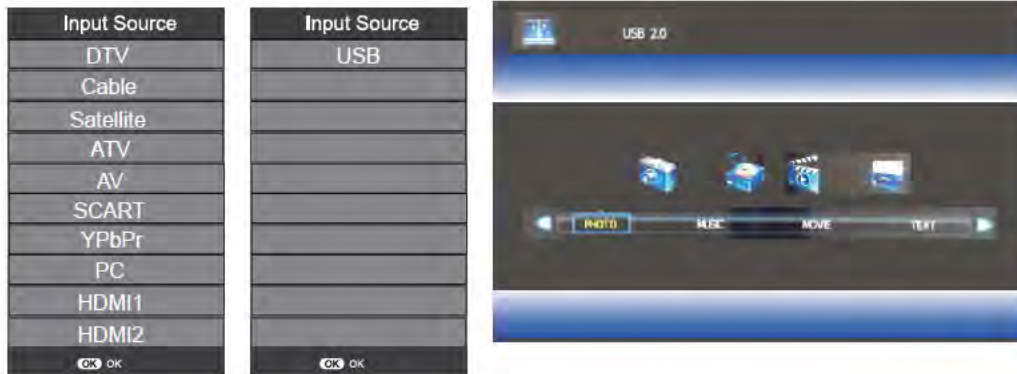 Input Source
DTV
Cable
Satellite
ATV
AV
SCART
YPbPr
PC
HDMI1
HDMI2
OK OK
Input Source
USB
OK OK
USB 2.0
PHOTO MUSIC MOVIE TEXT